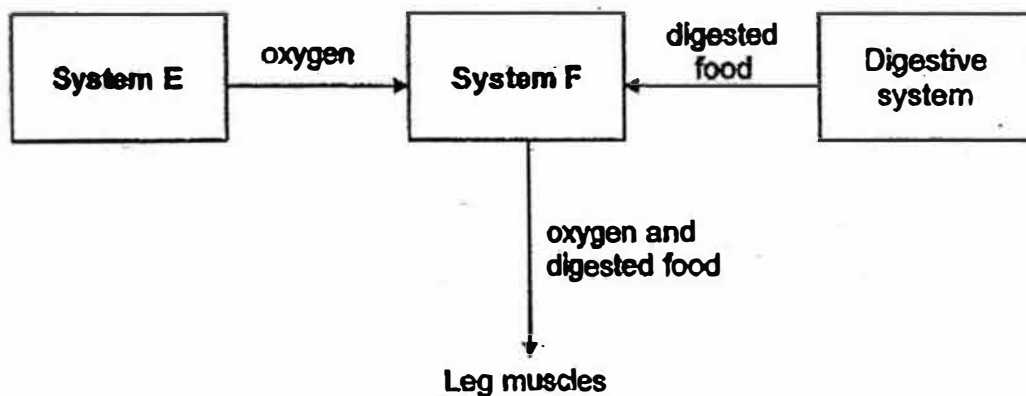 System E
oxygen
System F
digested
food
Digestive
system
oxygen and
digested food
Leg muscles